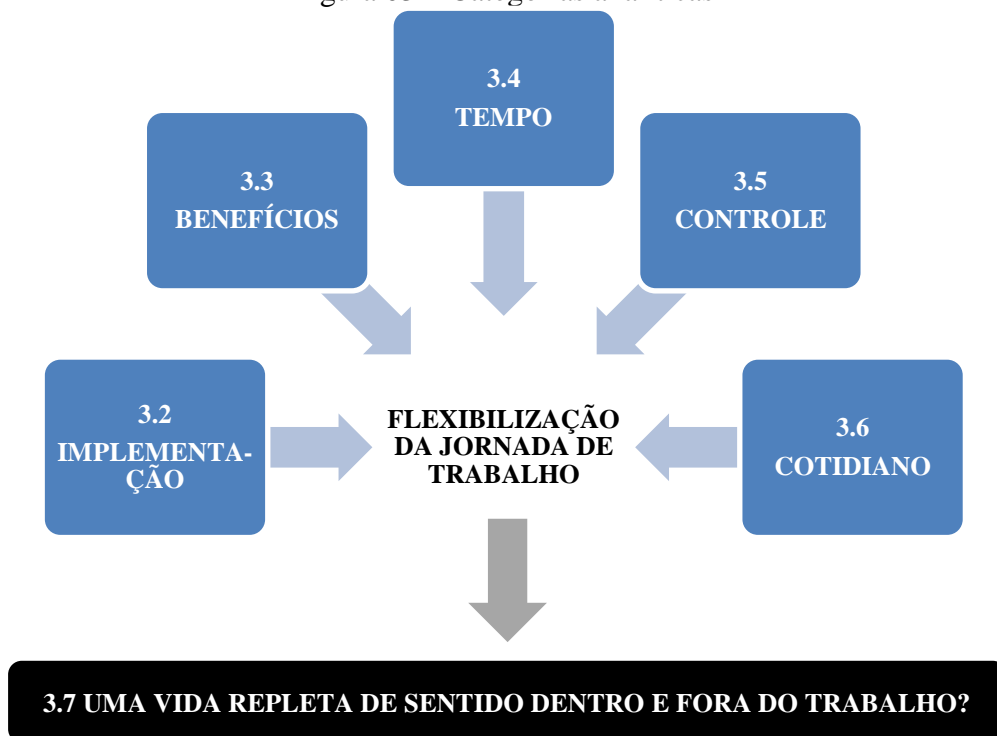 3.4
TEMPO
3.3
BENEFÍCIOS
3.5
CONTROLE
3.2
IMPLEMENTA-
ÇÃO
FLEXIBILIZAÇÃO
DA JORNADA DE
TRABALHO
3.6
COTIDIANO
3.7 UMA VIDA REPLETA DE SENTIDO DENTRO E FORA DO TRABALHO?